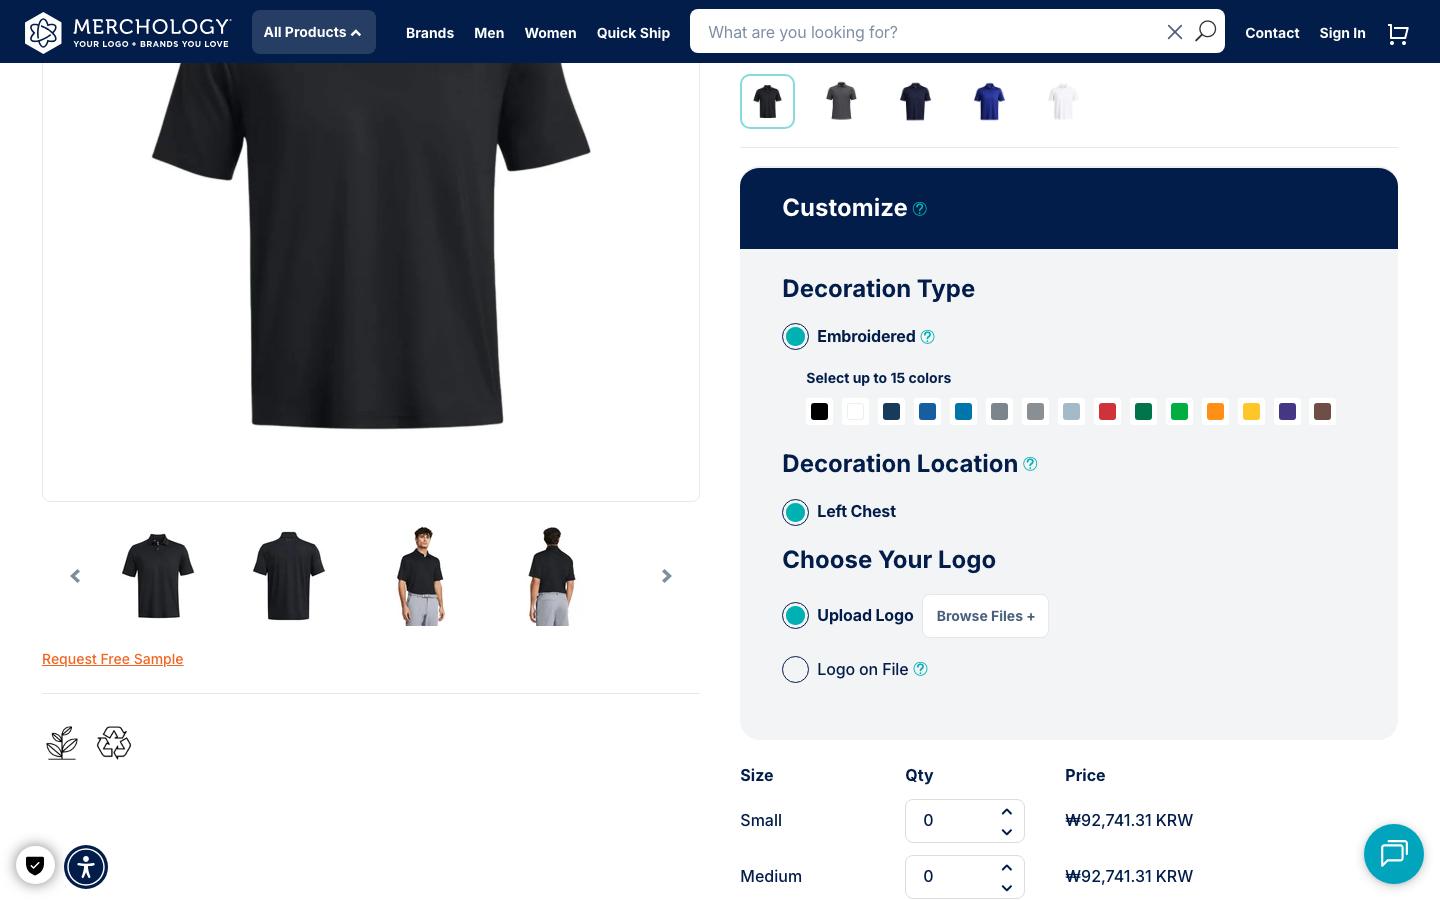 MERCHOLOGY
YOUR LOGO + BRANDS YOU LOVE
All Products
Brands
Men
Women
Quick Ship
What are you looking for?
Contact
Sign In
Customize
Decoration Type
Embroidered
Select up to 15 colors
Decoration Location
Left Chest
Choose Your Logo
Upload Logo
Browse Files +
Logo on File
Request Free Sample
Size Qty Price
Small 0 ₩92,741.31 KRW
Medium 0 ₩92,741.31 KRW